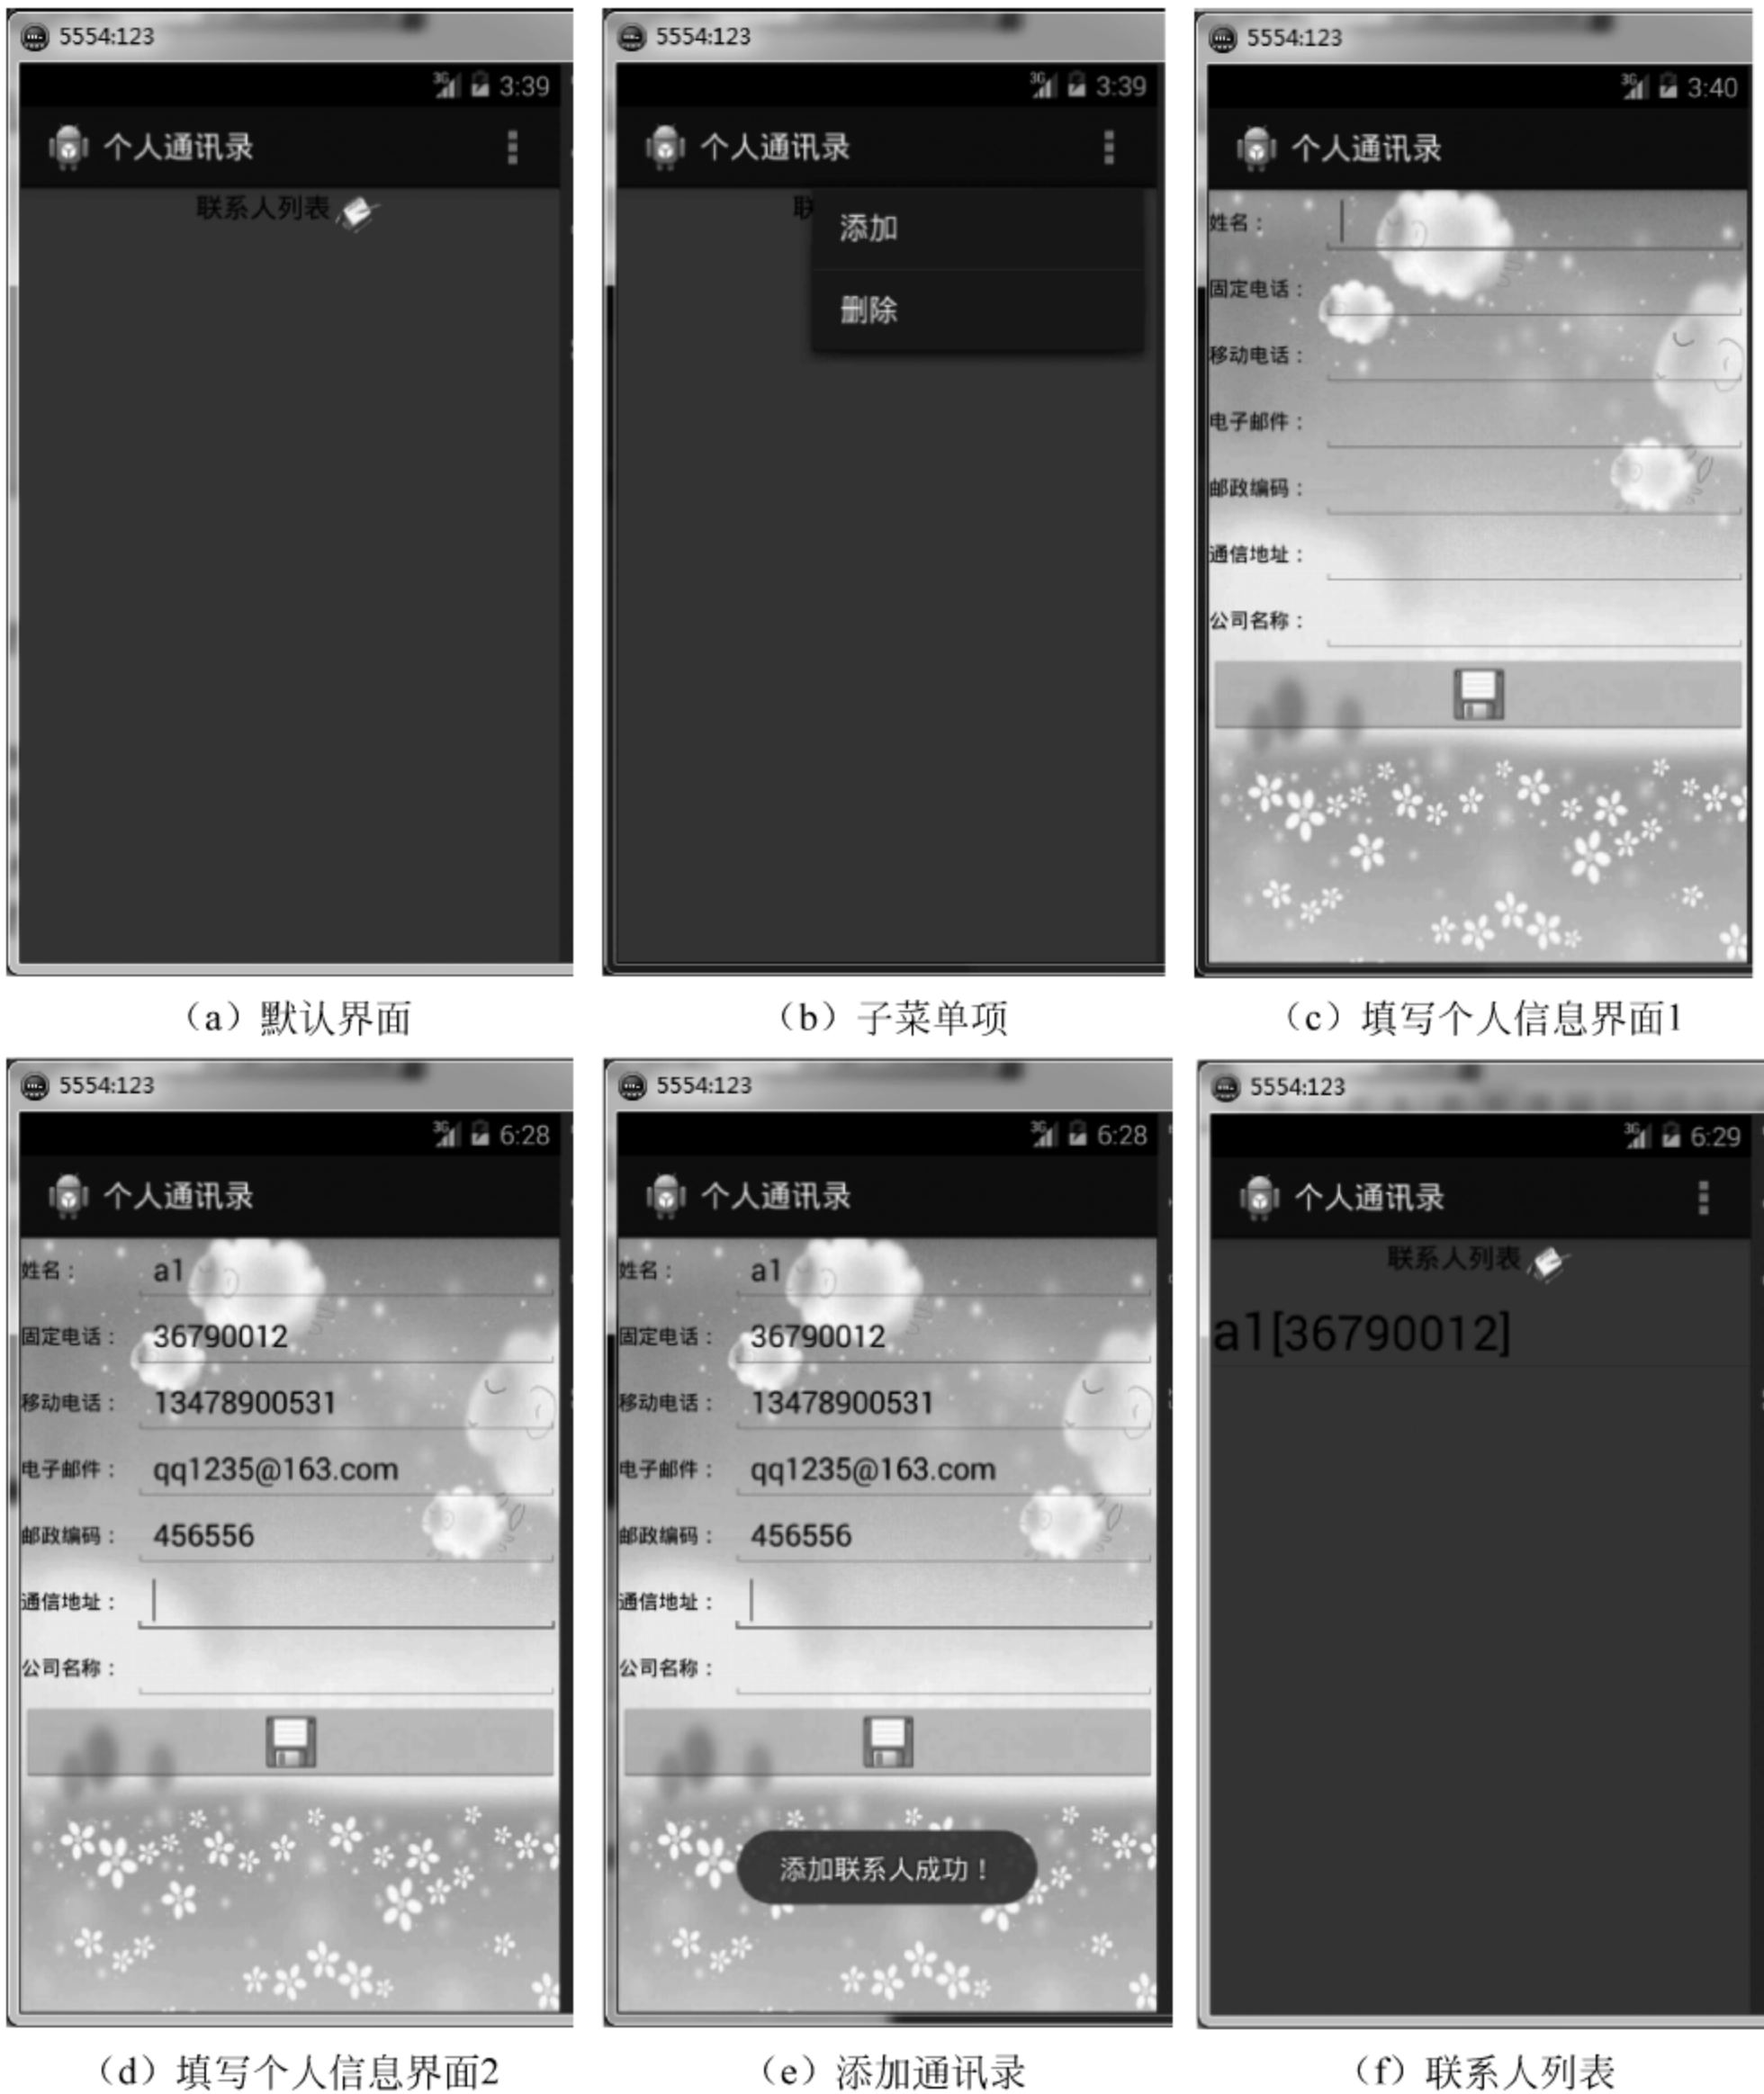 5554:123
3G 3:39
个人通讯录
联系人列表
(a)默认界面
5554:123
3G 3:39
个人通讯录
联
添加
删除
(b)子菜单项
5554:123
3G 3:40
个人通讯录
姓名：
固定电话：
移动电话：
电子邮件：
邮政编码：
通信地址：
公司名称：
(c)填写个人信息界面1
5554:123
3G 6:28
个人通讯录
姓名： a1
固定电话： 36790012
移动电话： 13478900531
电子邮件： qq1235@163.com
邮政编码： 456556
通信地址：
公司名称：
(d)填写个人信息界面2
5554:123
3G 6:28
个人通讯录
姓名： a1
固定电话： 36790012
移动电话： 13478900531
电子邮件： qq1235@163.com
邮政编码： 456556
通信地址：
公司名称：
添加联系人成功！
(e)添加通讯录
5554:123
3G 6:29
个人通讯录
联系人列表
a1[36790012]
(f)联系人列表